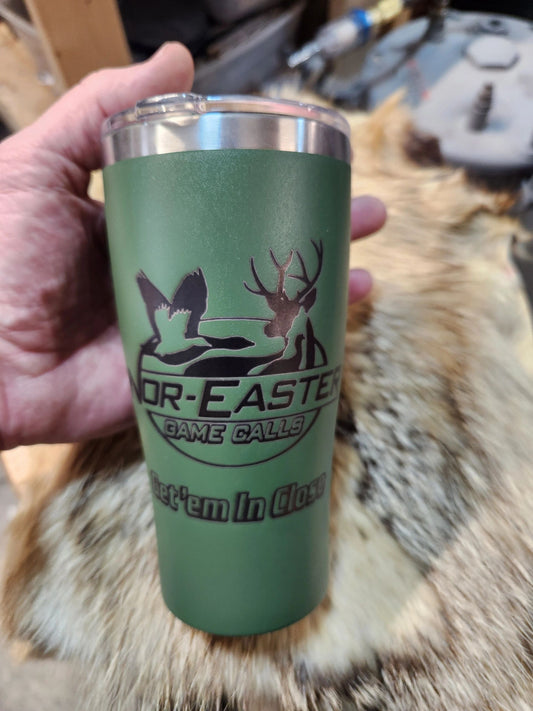 Nor-Easter
Game Calls
Get 'em In Close